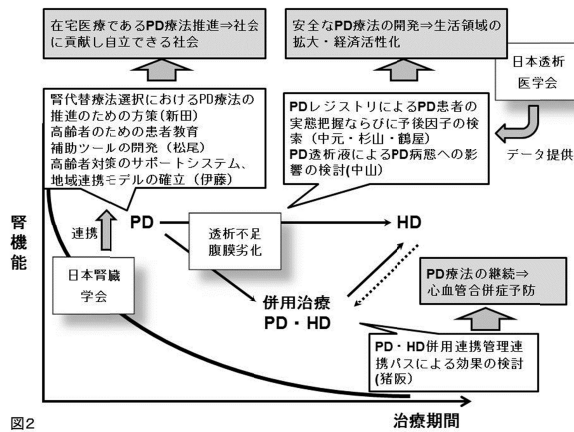 在宅医療であるPD療法推進⇒社会
に貢献し自立できる社会
安全なPD療法の開発⇒生活領域の
拡大・経済活性化
日本透析
医学会
腎代替療法選択におけるPD療法の
推進のための方策(新田)
高齢者のための患者教育
補助ツールの開発（松尾）
高齢者対策のサポートシステム、
地域連携モデルの確立（伊藤）
PDレジストリによるPD患者の
実態把握ならびに予後因子の検
索（中元・杉山・鶴屋）
PD透析液によるPD病態への影
響の検討(中山)
データ提供
腎機能
連携
PD
透析不足
腹膜劣化
HD
日本腎臓
学会
併用治療
PD・HD
PD療法の継続⇒
心血管合併症予防
PD・HD併用連携管理連
携パスによる効果の検討
(猪阪)
治療期間
図2